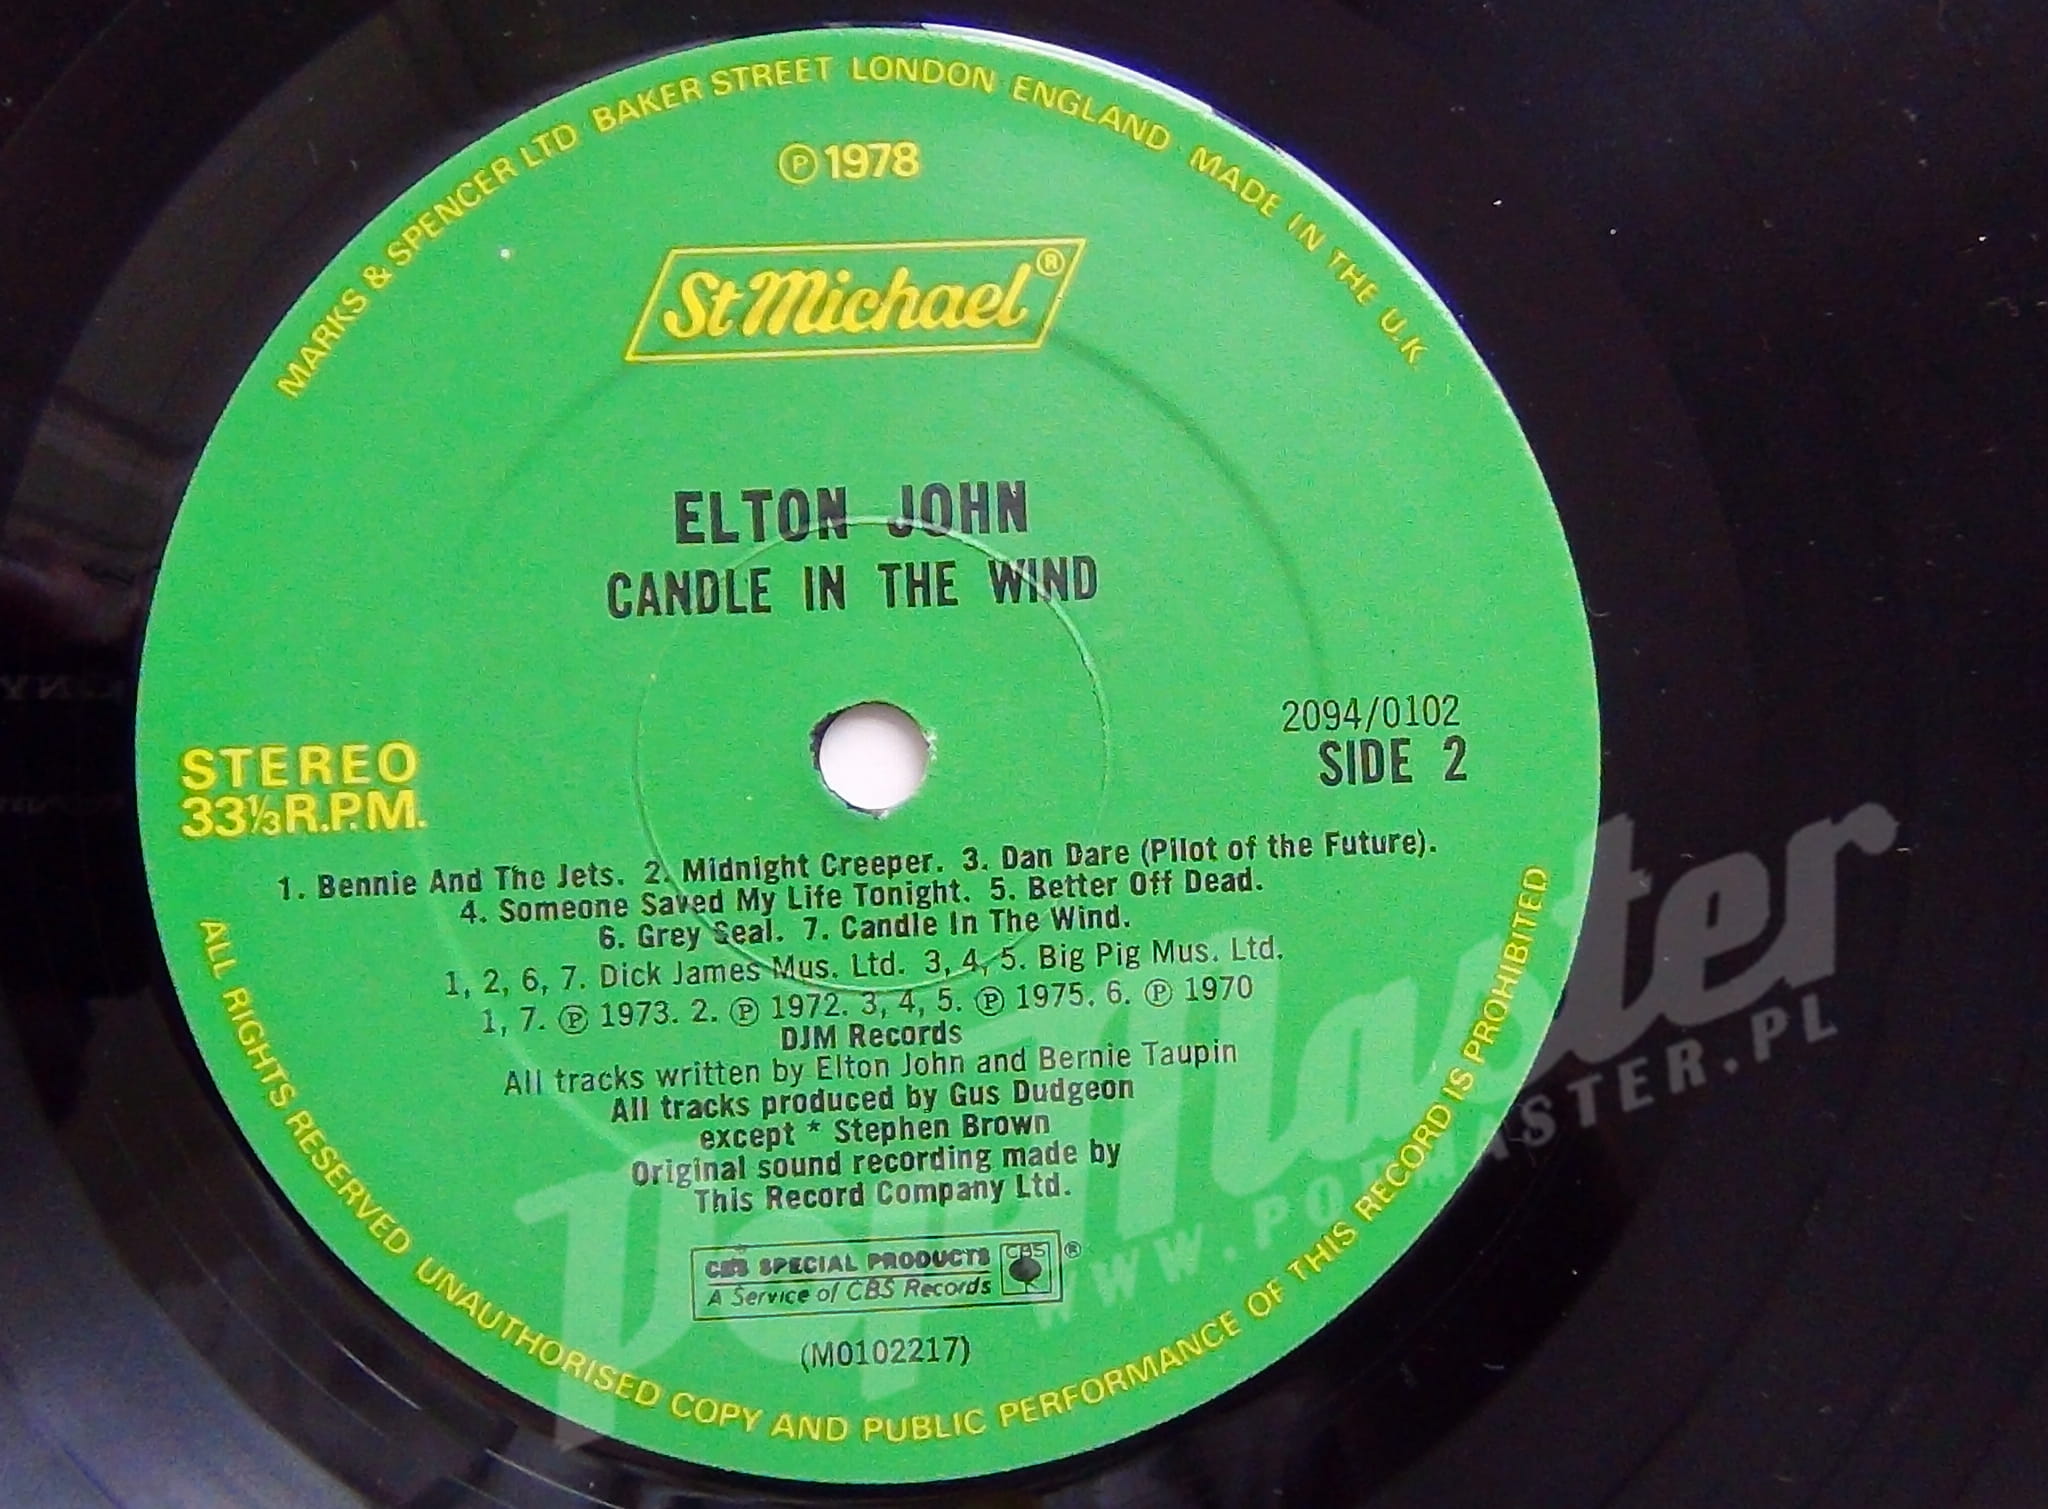 MARKS & SPENCER LTD BAKER STREET LONDON ENGLAND MADE IN THE U.K.
℗ 1978
St Michael ®
ELTON JOHN
CANDLE IN THE WIND
2094/0102
SIDE 2
STEREO
33⅓ R.P.M.
1. Bennie And The Jets. 2. Midnight Creeper. 3. Dan Dare (Pilot of the Future).
4. Someone Saved My Life Tonight. 5. Better Off Dead.
6. Grey Seal. 7. Candle In The Wind.
1, 2, 6, 7. Dick James Mus. Ltd. 3, 4, 5. Big Pig Mus. Ltd.
1, 7. ℗ 1973. 2. ℗ 1972. 3, 4, 5. ℗ 1975. 6. ℗ 1970
DJM Records
All tracks written by Elton John and Bernie Taupin
All tracks produced by Gus Dudgeon
except * Stephen Brown
Original sound recording made by
This Record Company Ltd.
CBS SPECIAL PRODUCTS CBS ®
A Service of CBS Records
(M0102217)
ALL RIGHTS RESERVED UNAUTHORISED COPY AND PUBLIC PERFORMANCE OF THIS RECORD IS PROHIBITED
PopMaster
WWW.POPMASTER.PL